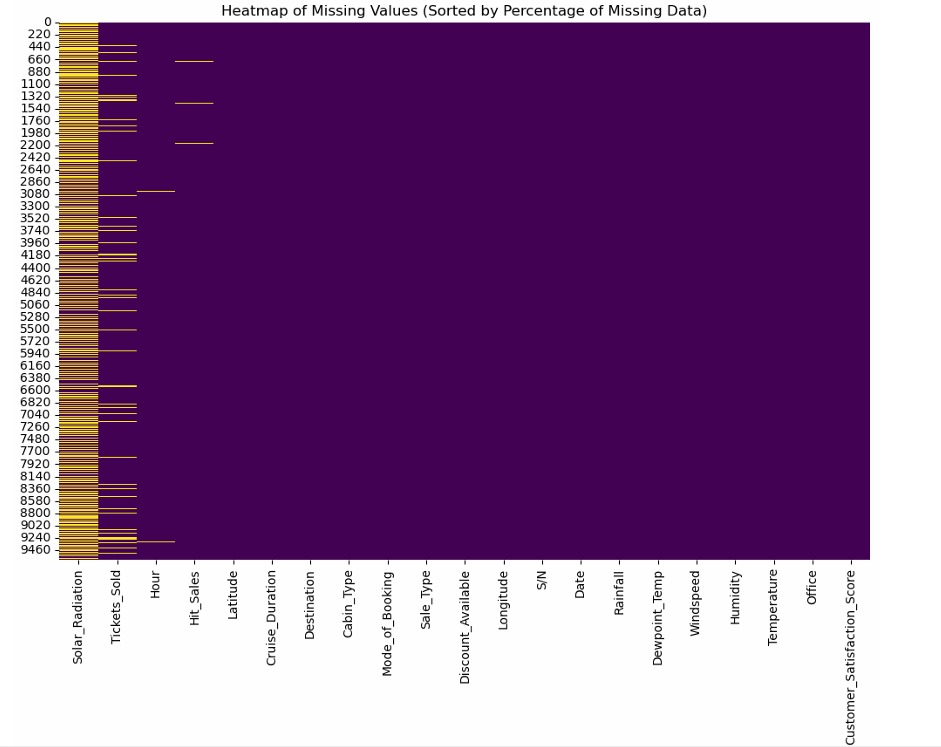 Heatmap of Missing Values (Sorted by Percentage of Missing Data)
0
220
440
660
880
1100
1320
1540
1760
1980
2200
2420
2640
2860
3080
3300
3520
3740
3960
4180
4400
4620
4840
5060
5280
5500
5720
5940
6160
6380
6600
6820
7040
7260
7480
7700
7920
8140
8360
8580
8800
9020
9240
9460
Solar_Radiation
Tickets_Sold
Hour
Hit_Sales
Latitude
Cruise_Duration
Destination
Cabin_Type
Mode_of_Booking
Sale_Type
Discount_Available
Longitude
S/N
Date
Rainfall
Dewpoint_Temp
Windspeed
Humidity
Temperature
Office
Customer_Satisfaction_Score